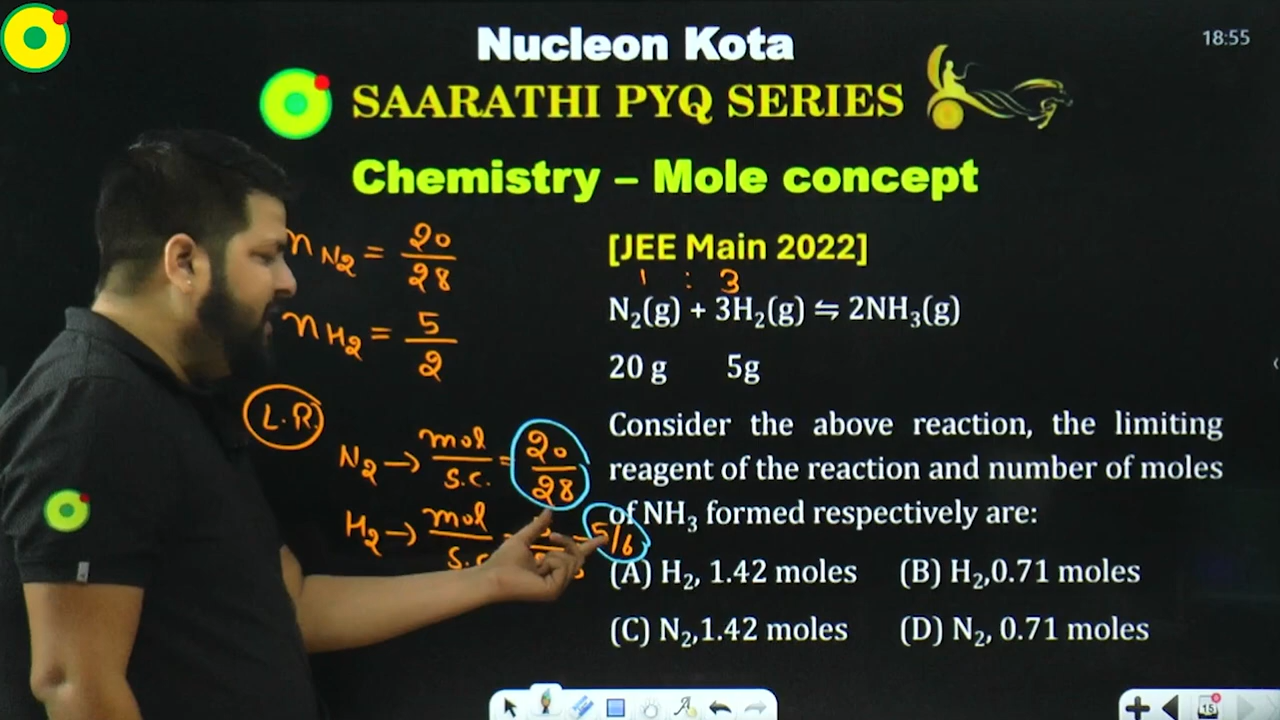 18:55
Nucleon Kota
SAARATHI PYQ SERIES
Chemistry – Mole concept
n N₂ = 20/28
n H₂ = 5/2
L.R.
N₂ → mol/s.c. = 20/28
H₂ → mol/s.c = 5/6
[JEE Main 2022]
1 : 3
N₂(g) + 3H₂(g) ⇋ 2NH₃(g)
20 g 5g
Consider the above reaction, the limiting
reagent of the reaction and number of moles
of NH₃ formed respectively are:
(A) H₂, 1.42 moles (B) H₂,0.71 moles
(C) N₂,1.42 moles (D) N₂, 0.71 moles
15